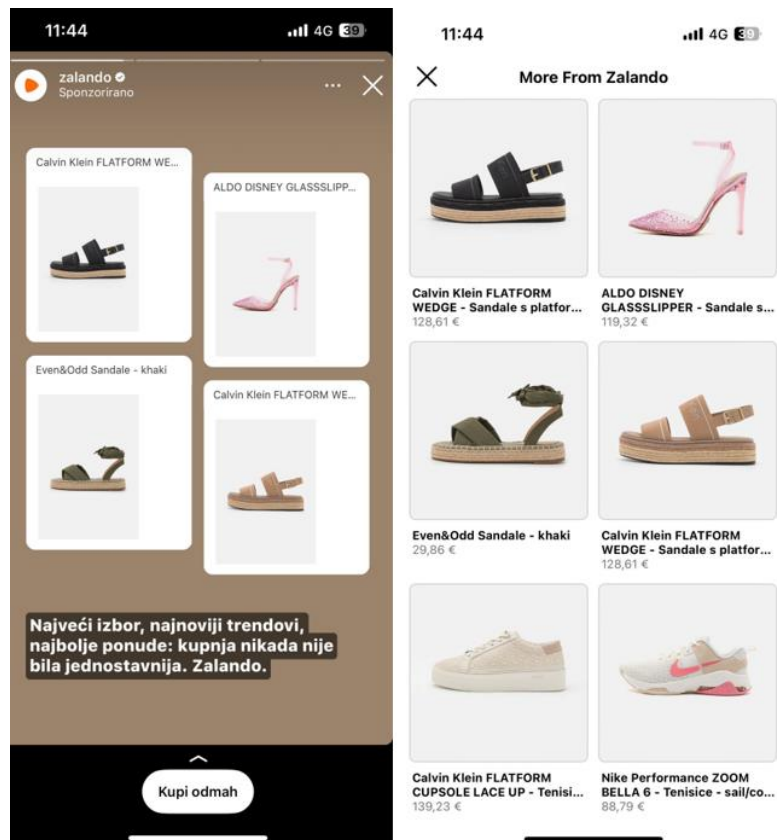 11:44
4G 39
zalando
Sponzorirano
Calvin Klein FLATFORM WE...
ALDO DISNEY GLASSSLIPP...
Even&Odd Sandale - khaki
Calvin Klein FLATFORM WE...
Najveći izbor, najnoviji trendovi,
najbolje ponude: kupnja nikada nije
bila jednostavnija. Zalando.
Kupi odmah
11:44
4G 39
More From Zalando
Calvin Klein FLATFORM
WEDGE - Sandale s platfor...
128,61 €
ALDO DISNEY
GLASSSLIPPER - Sandale s...
119,32 €
Even&Odd Sandale - khaki
29,86 €
Calvin Klein FLATFORM
WEDGE - Sandale s platfor...
128,61 €
Calvin Klein FLATFORM
CUPSOLE LACE UP - Tenisi...
139,23 €
Nike Performance ZOOM
BELLA 6 - Tenisice - sail/co...
88,79 €